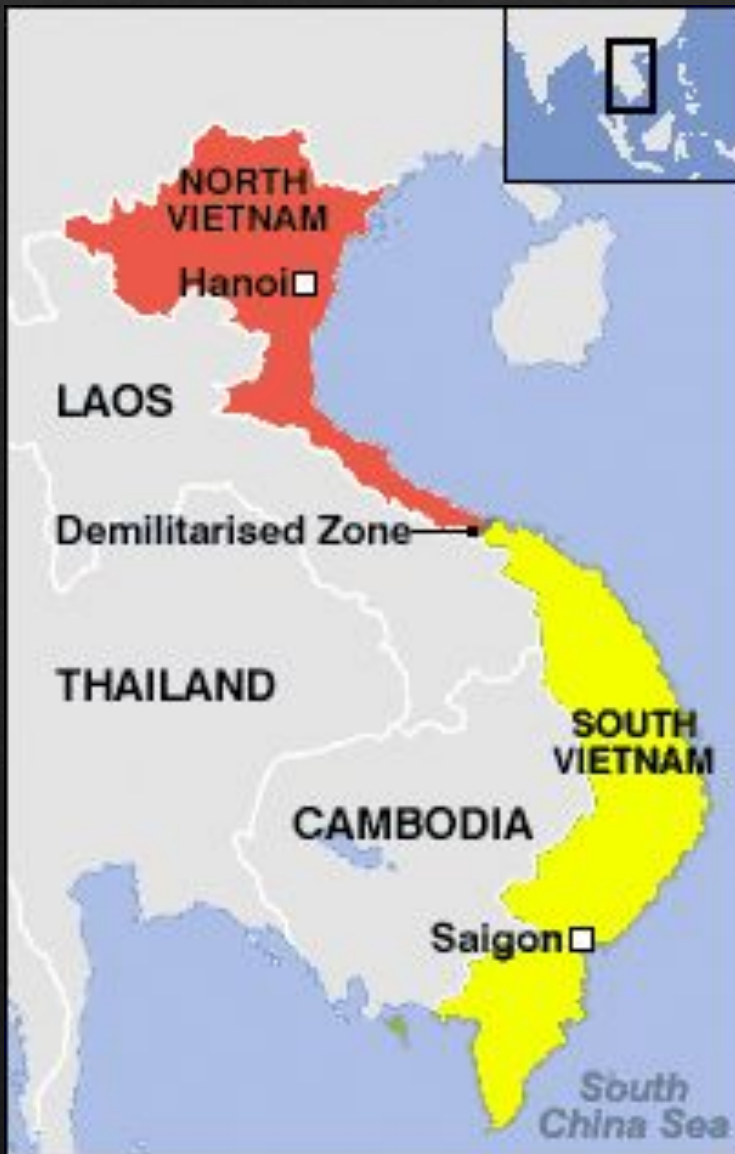 NORTH
VIETNAM
Hanoi
LAOS
Demilitarised Zone
THAILAND
SOUTH
VIETNAM
CAMBODIA
Saigon
South
China Sea